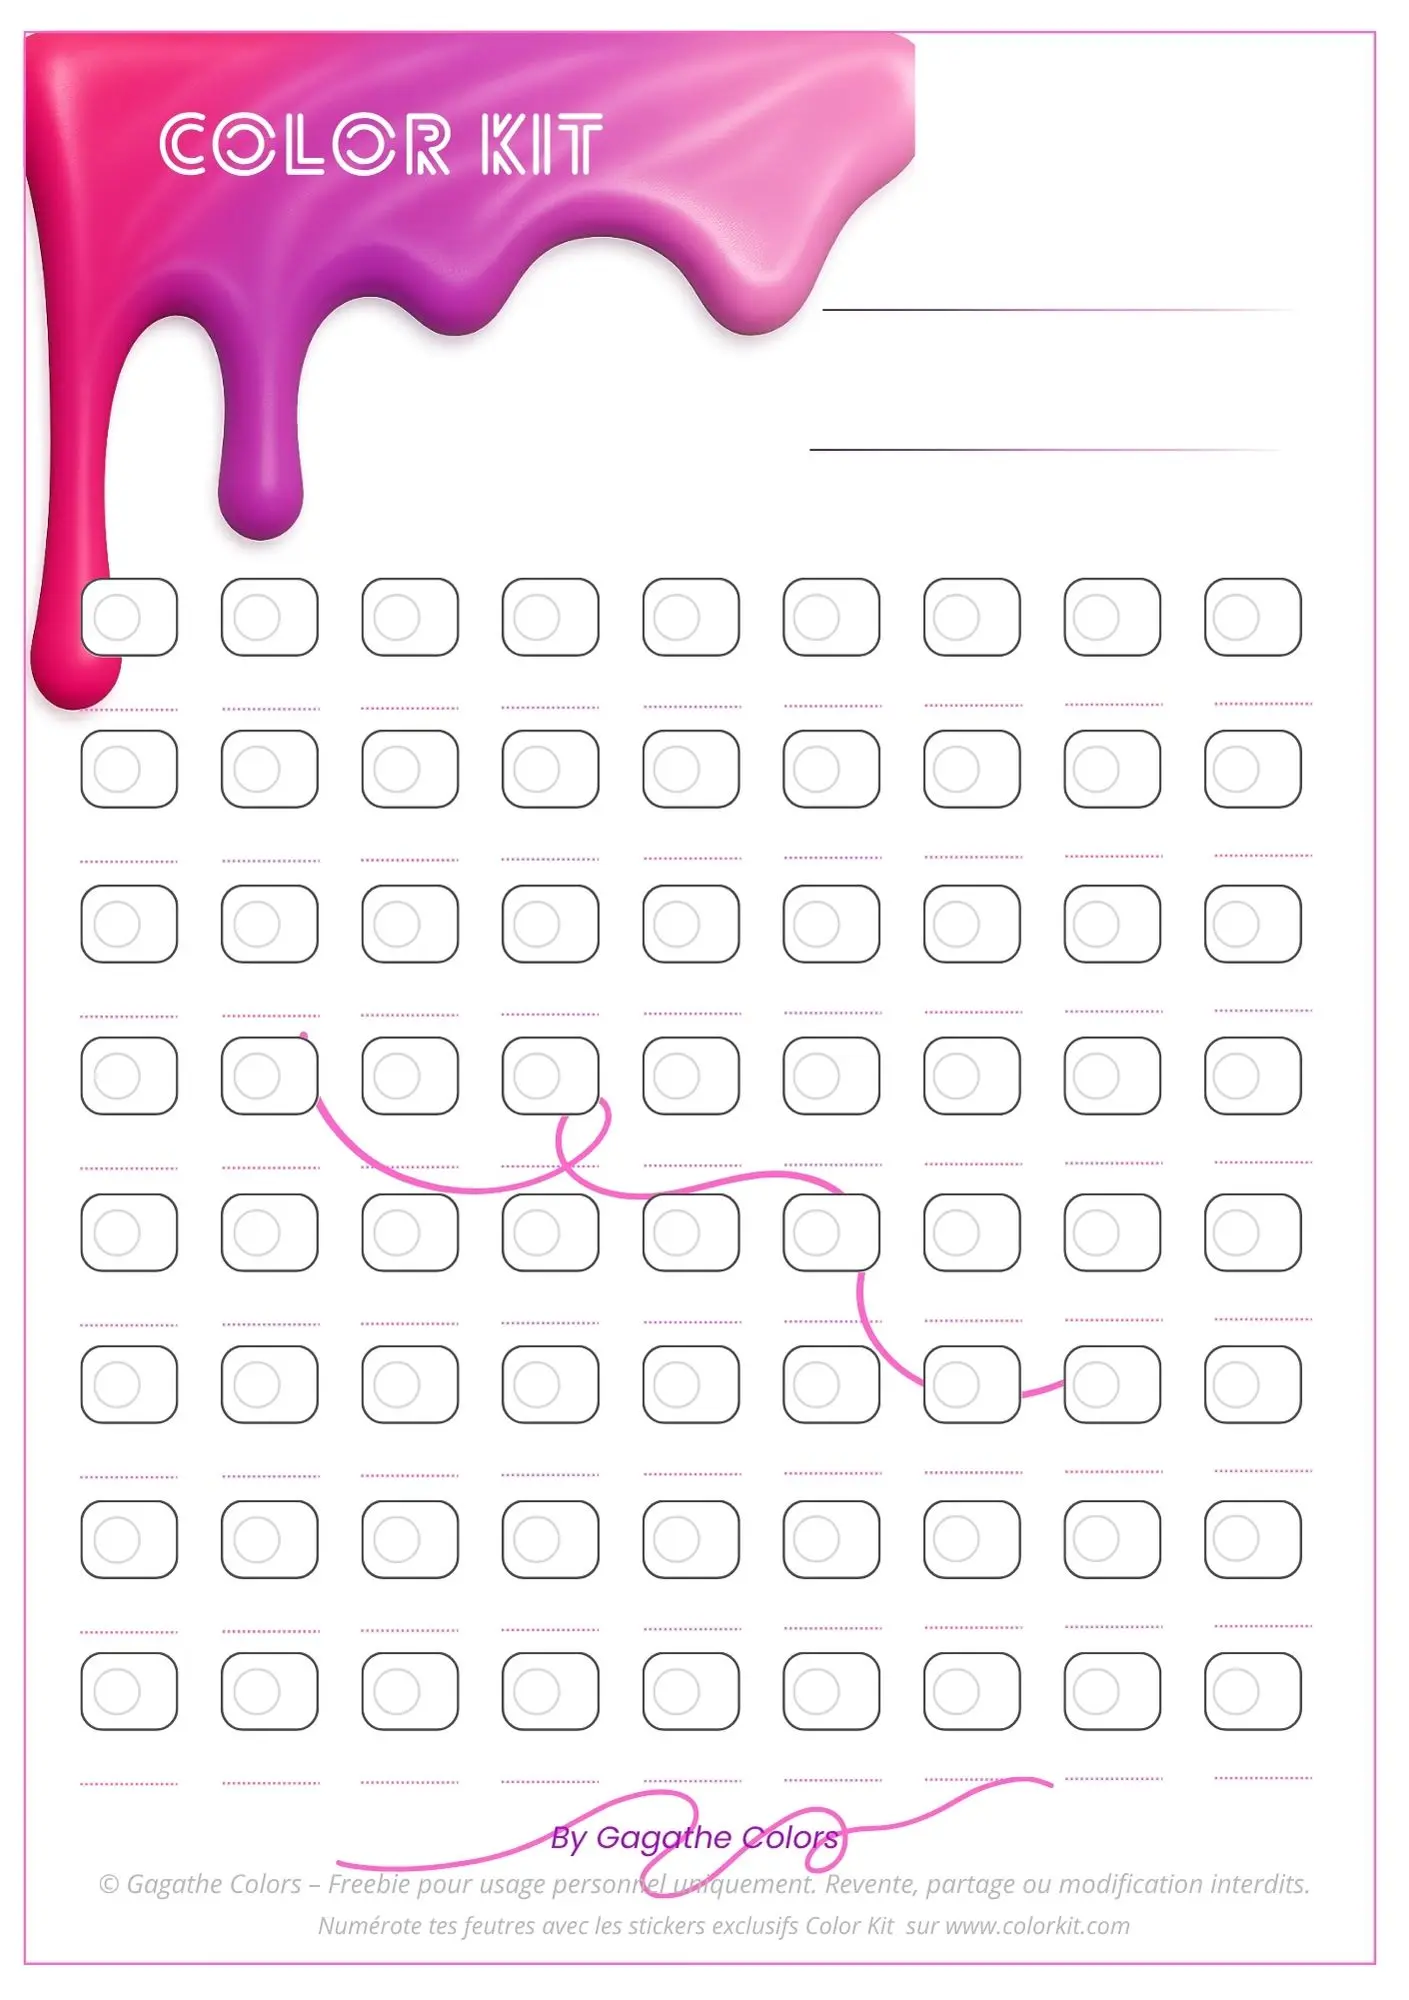 COLOR KIT
By Gagathe Colors
© Gagathe Colors – Freebie pour usage personnel uniquement. Revente, partage ou modification interdits.
Numérote tes feutres avec les stickers exclusifs Color Kit sur www.colorkit.com